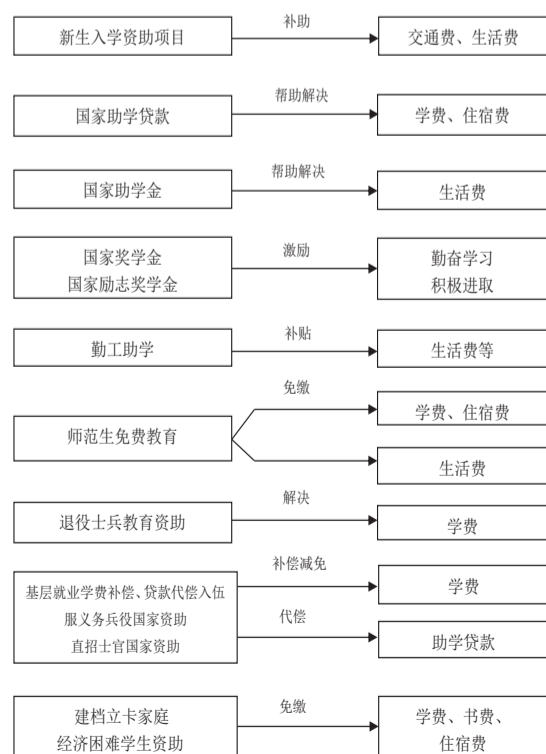 新生入学资助项目
补助
交通费、生活费
国家助学贷款
帮助解决
学费、住宿费
国家助学金
帮助解决
生活费
国家奖学金
国家励志奖学金
激励
勤奋学习
积极进取
勤工助学
补贴
生活费等
师范生免费教育
免缴
学费、住宿费
生活费
退役士兵教育资助
解决
学费
基层就业学费补偿、贷款代偿入伍
服义务兵役国家资助
直招士官国家资助
补偿减免
学费
代偿
助学贷款
建档立卡家庭
经济困难学生资助
免缴
学费、书费、
住宿费